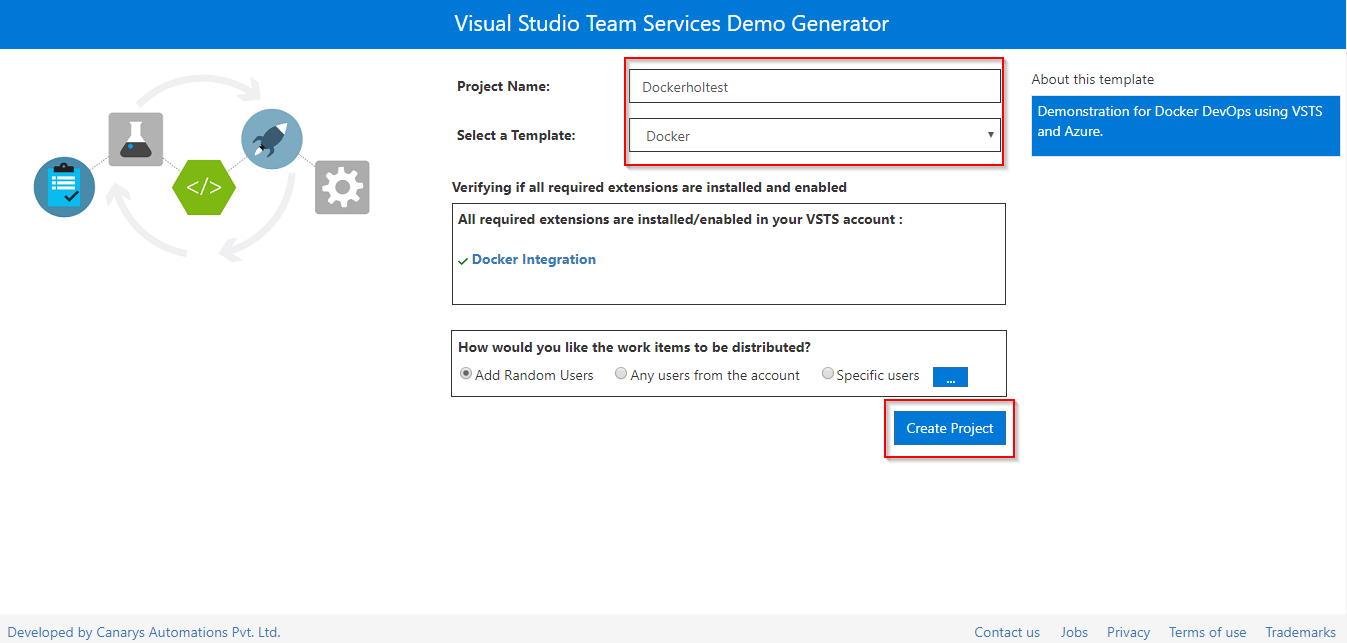 Visual Studio Team Services Demo Generator
Project Name:
Dockerholtest
Select a Template:
Docker
About this template
Demonstration for Docker DevOps using VSTS
and Azure.
</>
Verifying if all required extensions are installed and enabled
All required extensions are installed/enabled in your VSTS account :
Docker Integration
How would you like the work items to be distributed?
Add Random Users Any users from the account Specific users ...
Create Project
Developed by Canarys Automations Pvt. Ltd.
Contact us Jobs Privacy Terms of use Trademarks